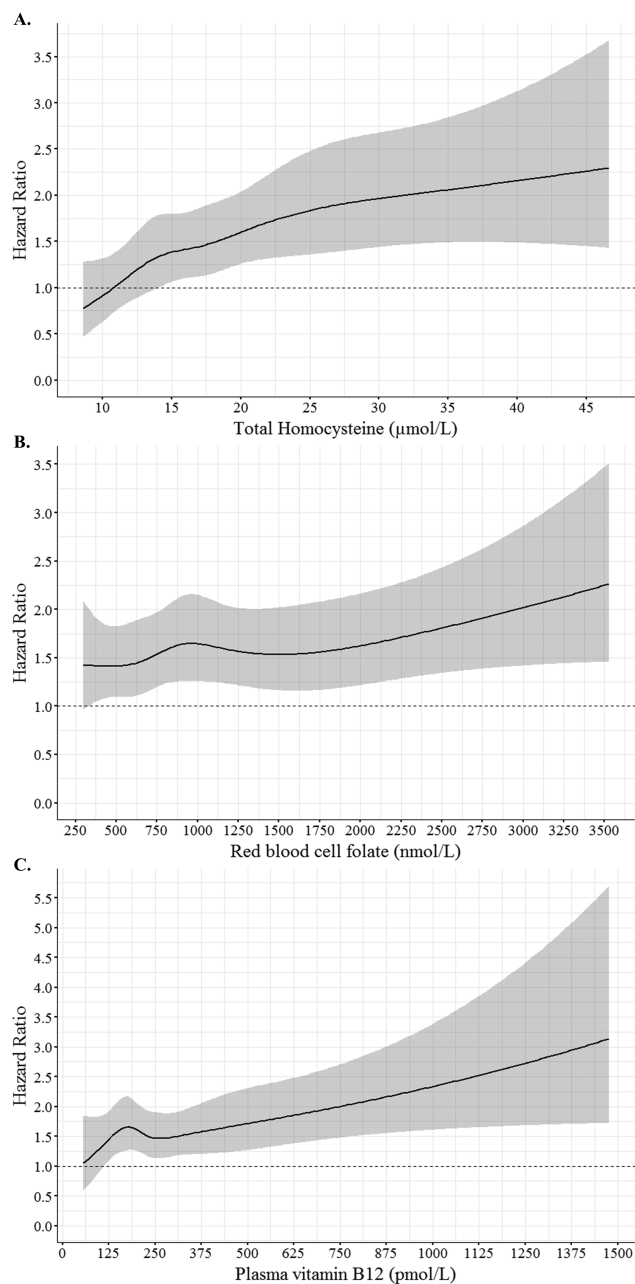 A.
Hazard Ratio
3.5
3.0
2.5
2.0
1.5
1.0
0.5
0.0
10 15 20 25 30 35 40 45
Total Homocysteine (µmol/L)
B.
Hazard Ratio
3.5
3.0
2.5
2.0
1.5
1.0
0.5
0.0
250 500 750 1000 1250 1500 1750 2000 2250 2500 2750 3000 3250 3500
Red blood cell folate (nmol/L)
C.
Hazard Ratio
5.5
5.0
4.5
4.0
3.5
3.0
2.5
2.0
1.5
1.0
0.5
0.0
0 125 250 375 500 625 750 875 1000 1125 1250 1375 1500
Plasma vitamin B12 (pmol/L)